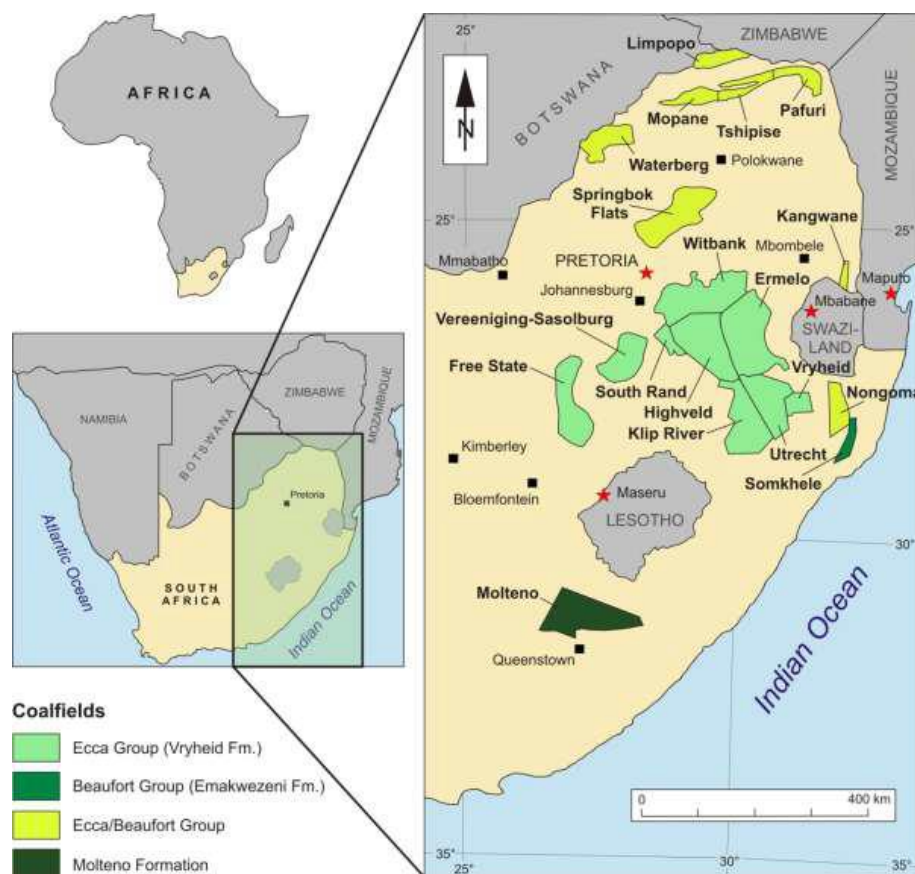 AFRICA
NAMIBIA
BOTSWANA
ZIMBABWE
MOZAMBIQUE
Pretoria
Atlantic Ocean
SOUTH
AFRICA
Indian Ocean
Coalfields
Ecca Group (Vryheid Fm.)
Beaufort Group (Emakwezeni Fm.)
Ecca/Beaufort Group
Molteno Formation
25°
30°
ZIMBABWE
Limpopo
BOTSWANA
MOZAMBIQUE
N
Mopane
Tshipise
Pafuri
Waterberg
Polokwane
Springbok
Flats
25°
25°
Kangwane
Witbank
Mbombele
Mmabatho
PRETORIA
Ermelo
Maputo
Johannesburg
Mbabane
Vereeniging-Sasolburg
SWAZI-
LAND
Free State
Vryheid
South Rand
Nongoma
Highveld
Klip River
Kimberley
Utrecht
Somkhele
Bloemfontein
Maseru
LESOTHO
30°
Molteno
Queenstown
Indian Ocean
0
400 km
35°
25°
30°
35°